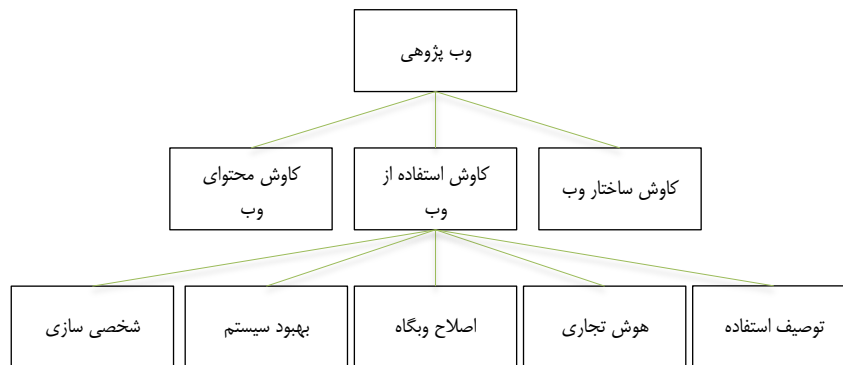 وب پژوهی
کاوش ساختار وب
کاوش استفاده از
وب
کاوش محتوای
وب
توصیف استفاده
هوش تجاری
اصلاح وبگاه
بهبود سیستم
شخصی سازی